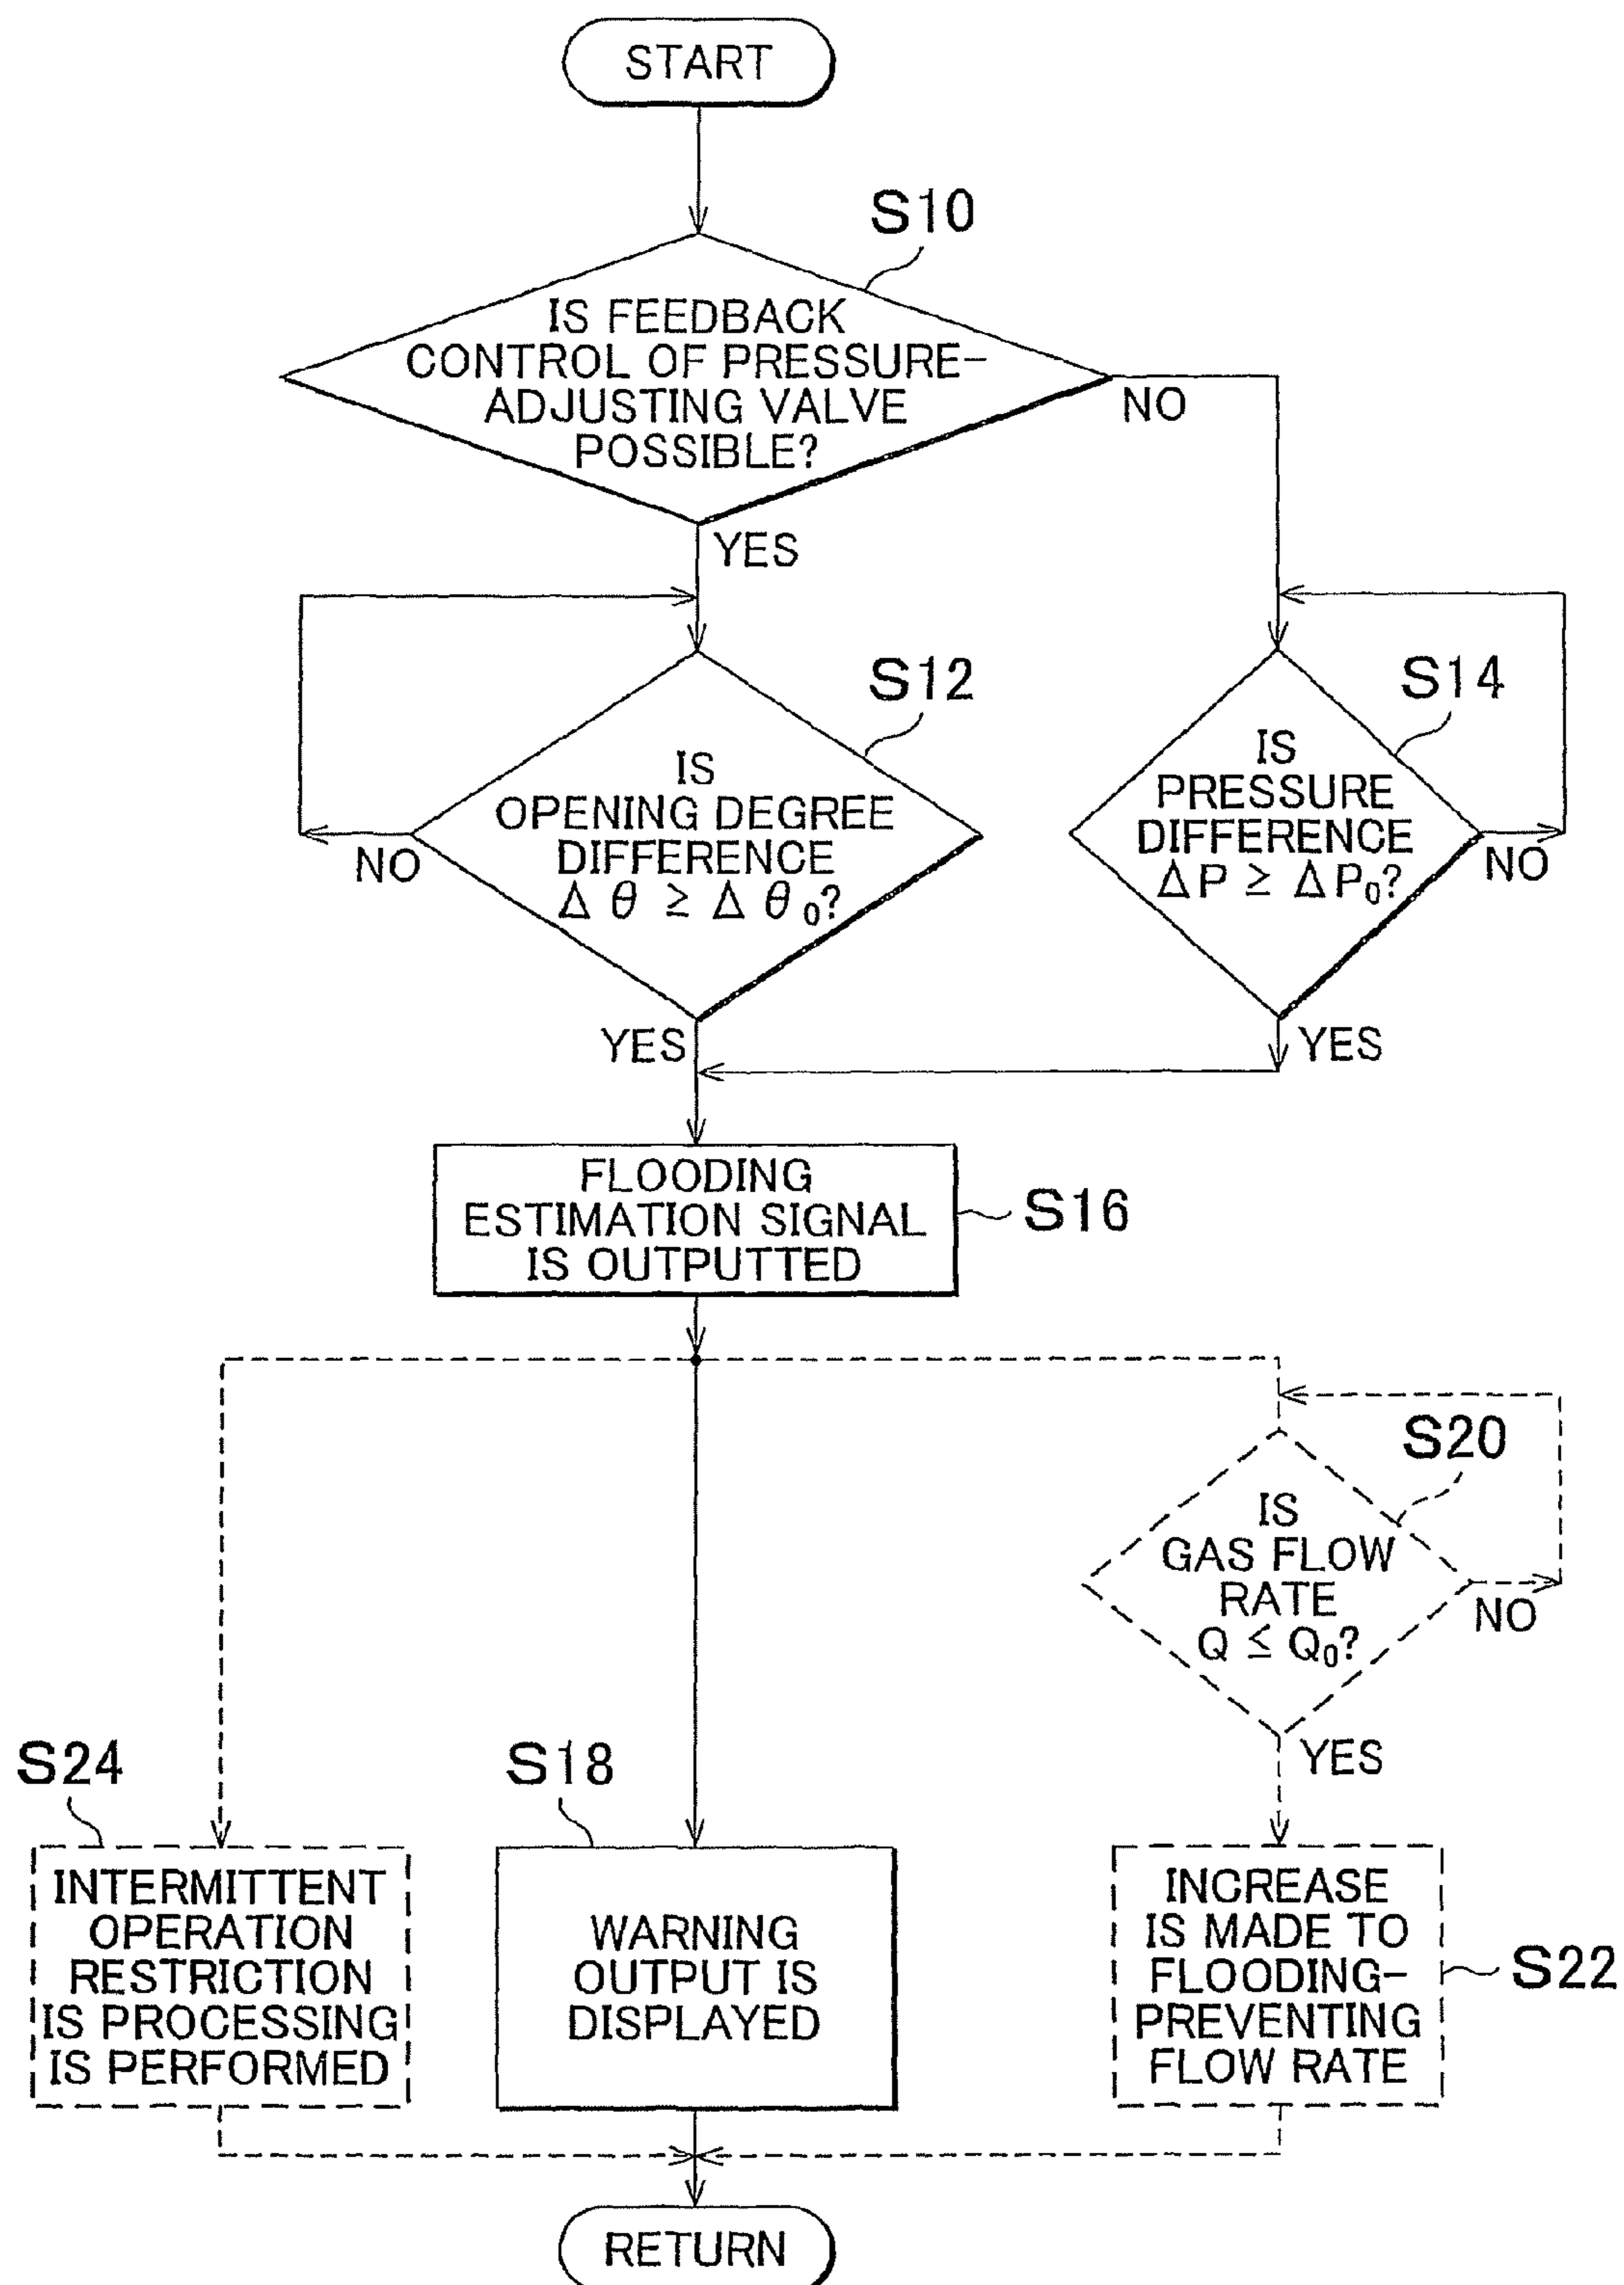 START
S10
IS FEEDBACK
CONTROL OF PRESSURE-
ADJUSTING VALVE
POSSIBLE?
NO
YES
S12
IS
OPENING DEGREE
DIFFERENCE
Δ θ ≥ Δ θ₀?
NO
YES
S14
IS
PRESSURE
DIFFERENCE
ΔP ≥ ΔP₀?
NO
YES
FLOODING
ESTIMATION SIGNAL
IS OUTPUTTED
S16
S20
IS
GAS FLOW
RATE
Q ≤ Q₀?
NO
YES
S24
INTERMITTENT
OPERATION
RESTRICTION
IS PROCESSING
IS PERFORMED
S18
WARNING
OUTPUT IS
DISPLAYED
INCREASE
IS MADE TO
FLOODING-
PREVENTING
FLOW RATE
S22
RETURN